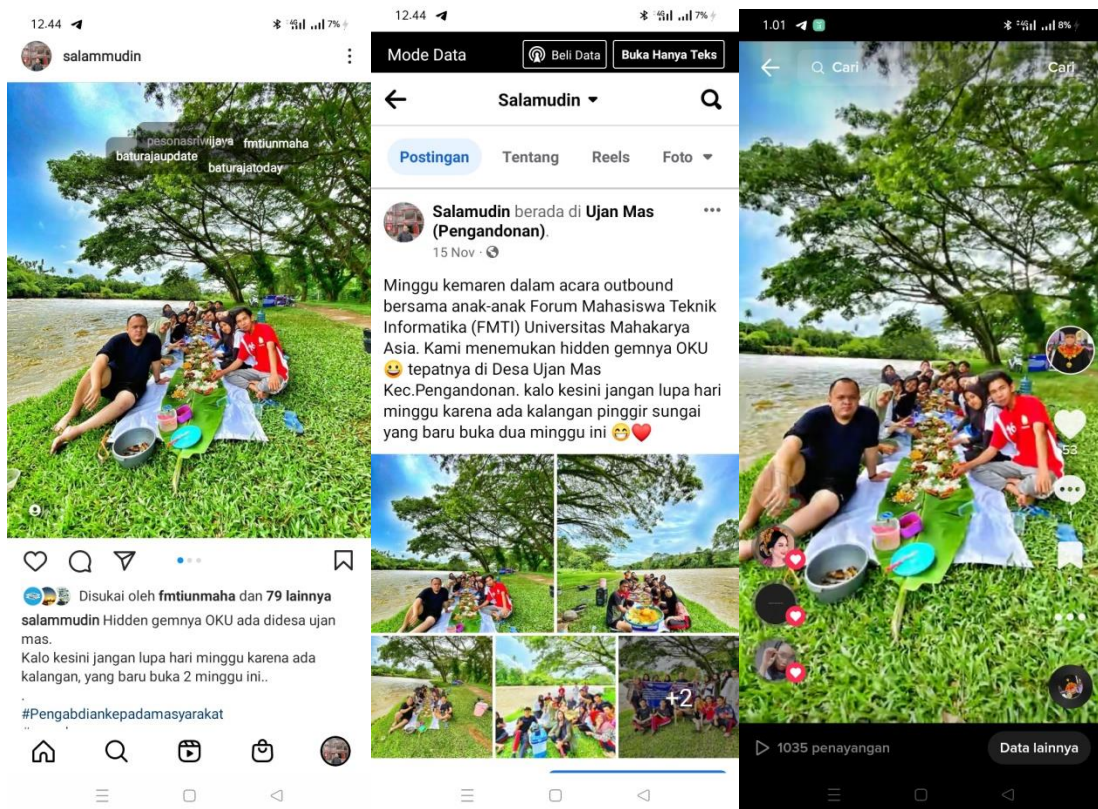 12.44
7%
salammudin
pesonasriwijaya fmtiunmaha
baturajaupdate
baturajatoday
Disukai oleh fmtiunmaha dan 79 lainnya
salammudin Hidden gemnya OKU ada didesa ujan
mas.
Kalo kesini jangan lupa hari minggu karena ada
kalangan, yang baru buka 2 minggu ini..
.
#Pengabdiankepadamasyarakat
12.44
7%
Mode Data
Beli Data
Buka Hanya Teks
Salamudin
Postingan Tentang Reels Foto
Salamudin berada di Ujan Mas
(Pengandonan).
15 Nov ·
Minggu kemaren dalam acara outbound
bersama anak-anak Forum Mahasiswa Teknik
Informatika (FMTI) Universitas Mahakarya
Asia. Kami menemukan hidden gemnya OKU
😀 tepatnya di Desa Ujan Mas
Kec.Pengandonan. kalo kesini jangan lupa hari
minggu karena ada kalangan pinggir sungai
yang baru buka dua minggu ini 😁❤️
+2
1.01
8%
Cari
Cari
53
1035 penayangan
Data lainnya